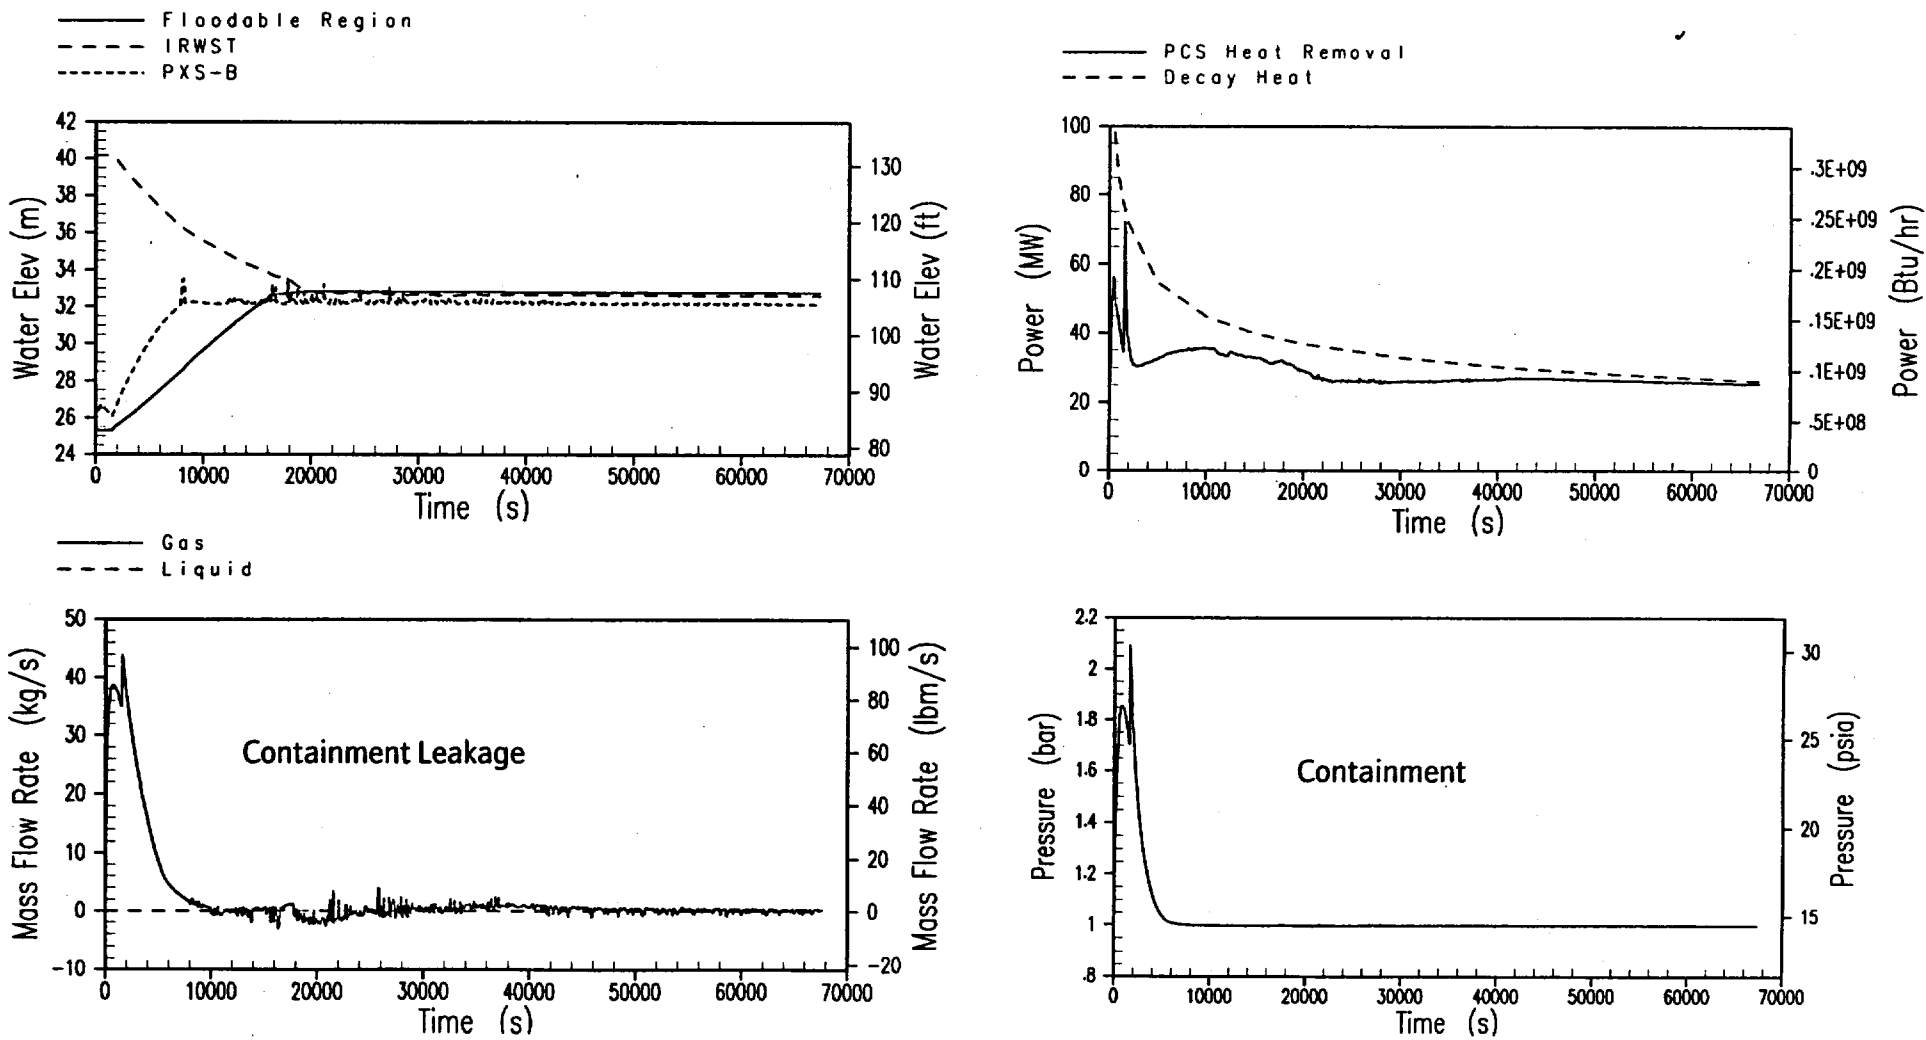 Floodable Region
IRWST
PXS-B
42
40
38
36
34
32
30
28
26
24
Water Elev (m)
130
120
110
100
90
80
Water Elev (ft)
0 10000 20000 30000 40000 50000 60000 70000
Time (s)
PCS Heat Removal
Decay Heat
100
80
60
40
20
0
Power (MW)
.3E+09
.25E+09
.2E+09
.15E+09
.1E+09
.5E+08
0
Power (Btu/hr)
0 10000 20000 30000 40000 50000 60000 70000
Time (s)
Gas
Liquid
50
40
30
20
10
0
-10
Mass Flow Rate (kg/s)
Containment Leakage
100
80
60
40
20
0
-20
Mass Flow Rate (lbm/s)
0 10000 20000 30000 40000 50000 60000 70000
Time (s)
2.2
2
1.8
1.6
1.4
1.2
1
.8
Pressure (bar)
Containment
30
25
20
15
Pressure (psia)
0 10000 20000 30000 40000 50000 60000 70000
Time (s)